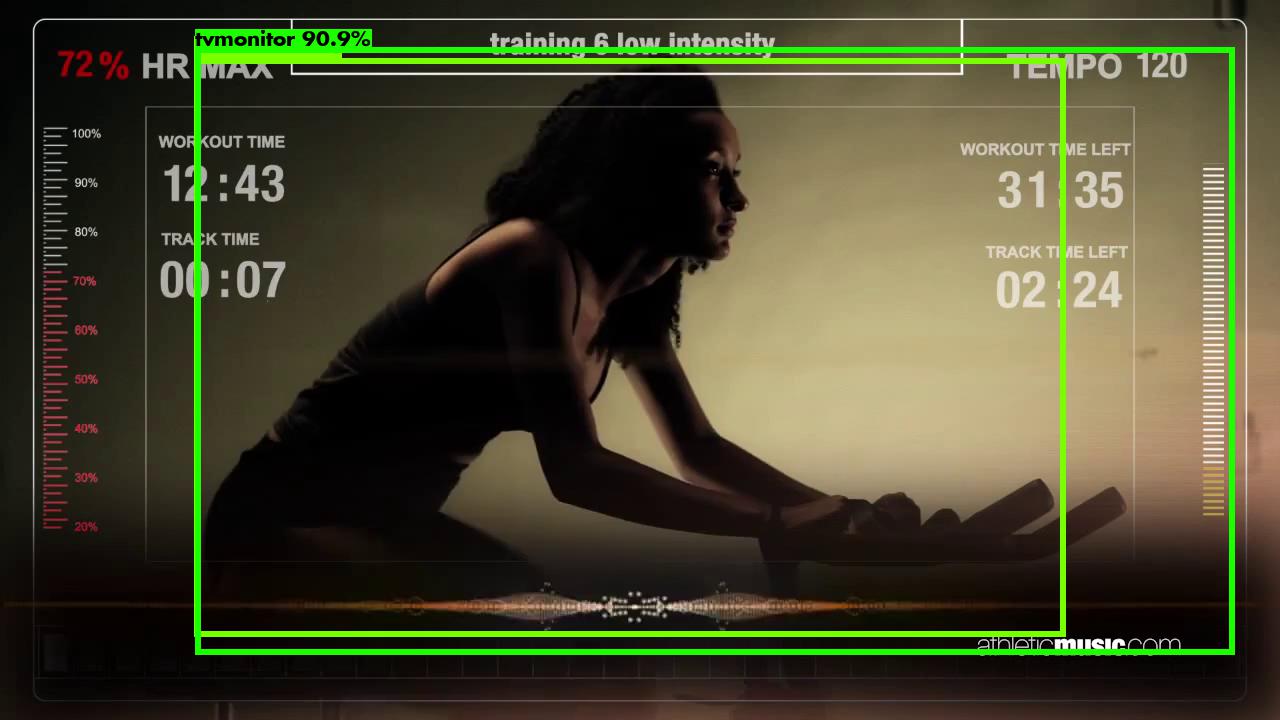 tvmonitor 90.9%
training 6 low intensity
72% HR MAX
TEMPO 120
WORKOUT TIME
12:43
TRACK TIME
00:07
WORKOUT TIME LEFT
31:35
TRACK TIME LEFT
02:24
100%
90%
80%
70%
60%
50%
40%
30%
20%
athleticmusic.com